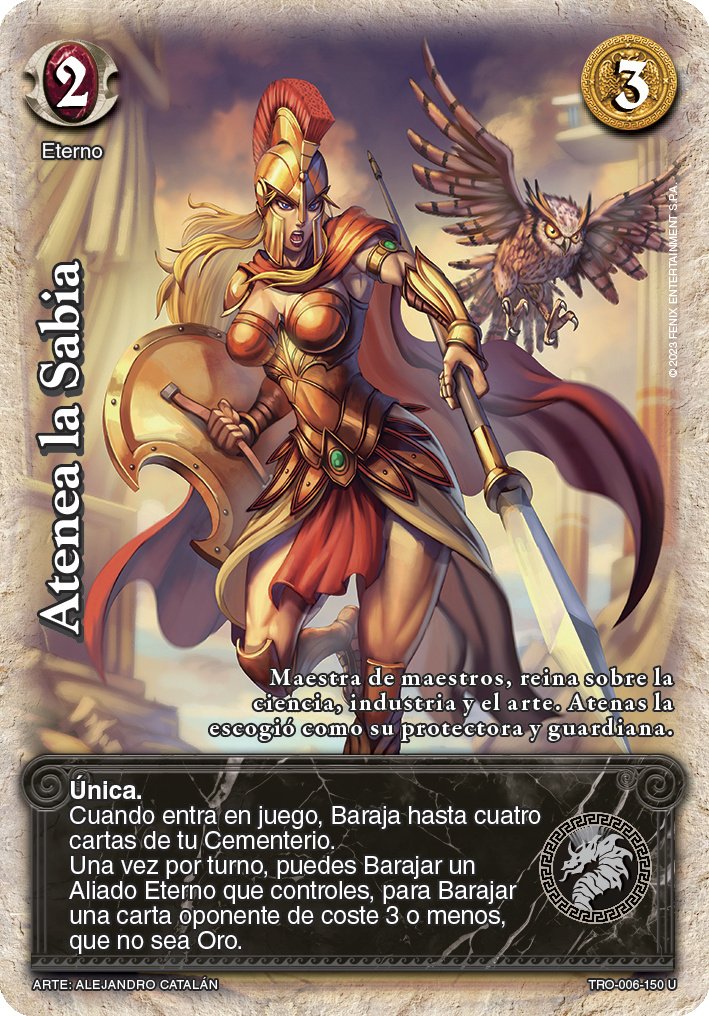 2
3
Eterno
© 2023 FENIX ENTERTAINMENT S.P.A.
Atenea la Sabia
Maestra de maestros, reina sobre la
ciencia, industria y el arte. Atenas la
escogió como su protectora y guardiana.
Única.
Cuando entra en juego, Baraja hasta cuatro
cartas de tu Cementerio.
Una vez por turno, puedes Barajar un
Aliado Eterno que controles, para Barajar
una carta oponente de coste 3 o menos,
que no sea Oro.
ARTE: ALEJANDRO CATALÁN
TRO-006-150 U